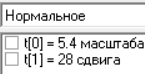 Нормальное
t[0] = 5.4 масштаба
t[1] = 28 сдвига